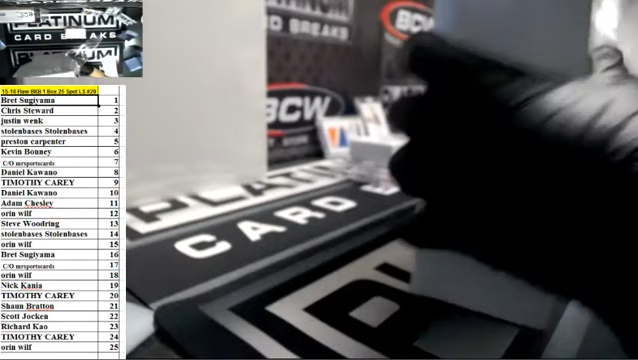 PLATINUM
CARD BREAKS
15-16 Flaw BKB 1 Box 25 Spot LS #29
Bret Sugiyama 1
Chris Steward 2
justin wenk 3
stolenbases Stolenbases 4
preston carpenter 5
Kevin Bonney 6
C/O mrsportscards 7
Daniel Kawano 8
TIMOTHY CAREY 9
Daniel Kawano 10
Adam Chesley 11
orin wilf 12
Steve Woodring 13
stolenbases Stolenbases 14
orin wilf 15
Bret Sugiyama 16
C/O mrsportscards 17
orin wilf 18
Nick Kania 19
TIMOTHY CAREY 20
Shaun Bratton 21
Scott Jocken 22
Richard Kao 23
TIMOTHY CAREY 24
orin wilf 25
PLATINUM
CARD BREAKS
BCW
BCW
PLATINUM
CARD